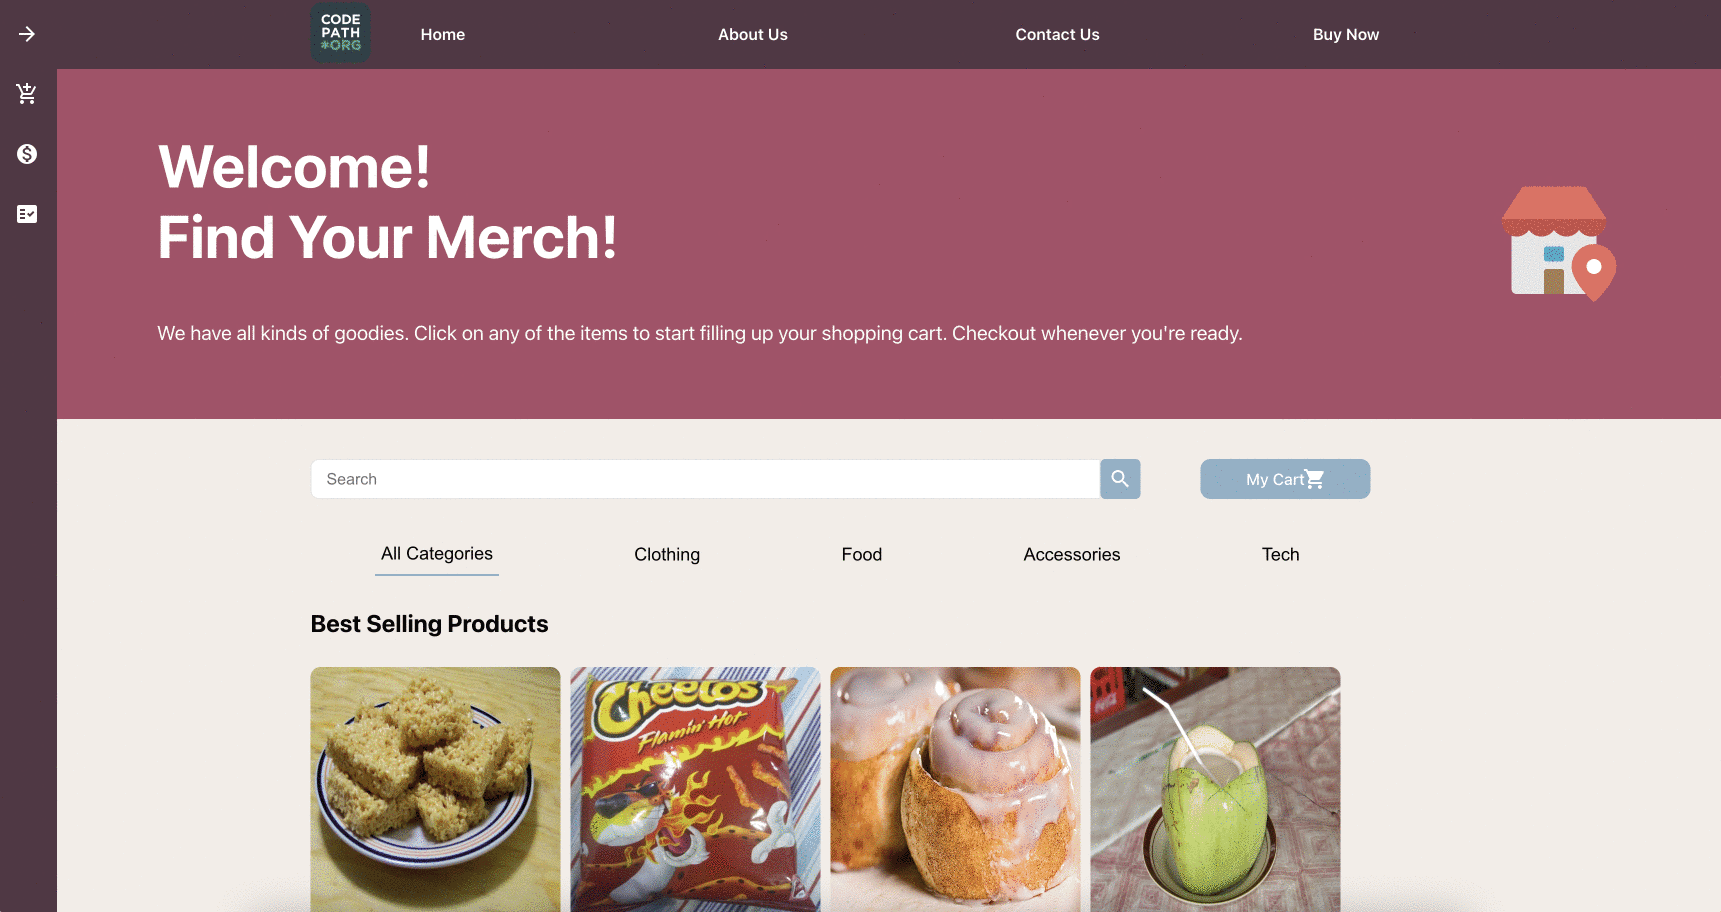 CODE
PATH
*ORG
Home
About Us
Contact Us
Buy Now
Welcome!
Find Your Merch!
We have all kinds of goodies. Click on any of the items to start filling up your shopping cart. Checkout whenever you're ready.
Search
My Cart
All Categories
Clothing
Food
Accessories
Tech
Best Selling Products
Cheetos
Flamin' Hot